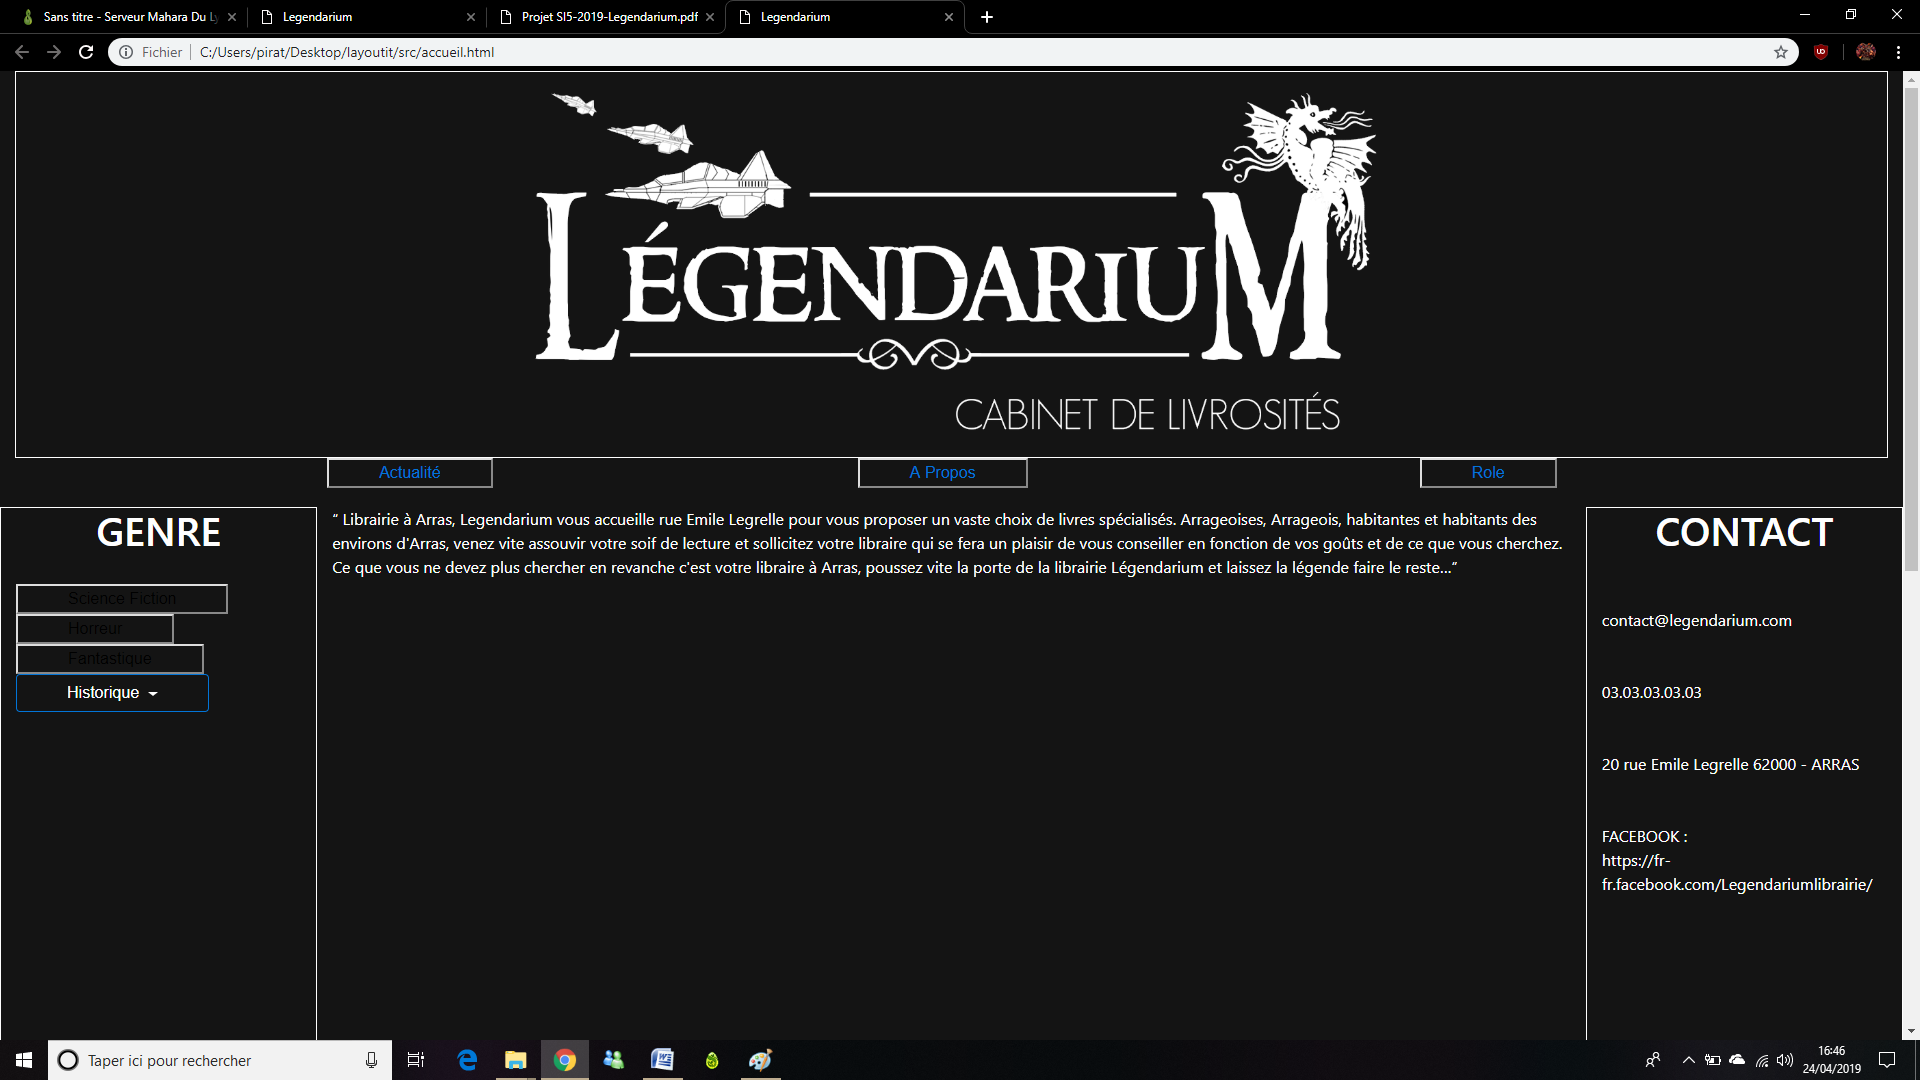 Sans titre - Serveur Mahara Du Ly
Legendarium
Projet SI5-2019-Legendarium.pdf
Legendarium
Fichier
C:/Users/pirat/Desktop/layoutit/src/accueil.html
LÉGENDARIUM
CABINET DE LIVROSITÉS
Actualité
A Propos
Role
GENRE
Science Fiction
Horreur
Fantastique
Historique
“ Librairie à Arras, Legendarium vous accueille rue Emile Legrelle pour vous proposer un vaste choix de livres spécialisés. Arrageoises, Arrageois, habitantes et habitants des
environs d'Arras, venez vite assouvir votre soif de lecture et sollicitez votre libraire qui se fera un plaisir de vous conseiller en fonction de vos goûts et de ce que vous cherchez.
Ce que vous ne devez plus chercher en revanche c'est votre libraire à Arras, poussez vite la porte de la librairie Légendarium et laissez la légende faire le reste...”
CONTACT
contact@legendarium.com
03.03.03.03.03
20 rue Emile Legrelle 62000 - ARRAS
FACEBOOK :
https://fr-
fr.facebook.com/Legendariumlibrairie/
Taper ici pour rechercher
16:46
24/04/2019